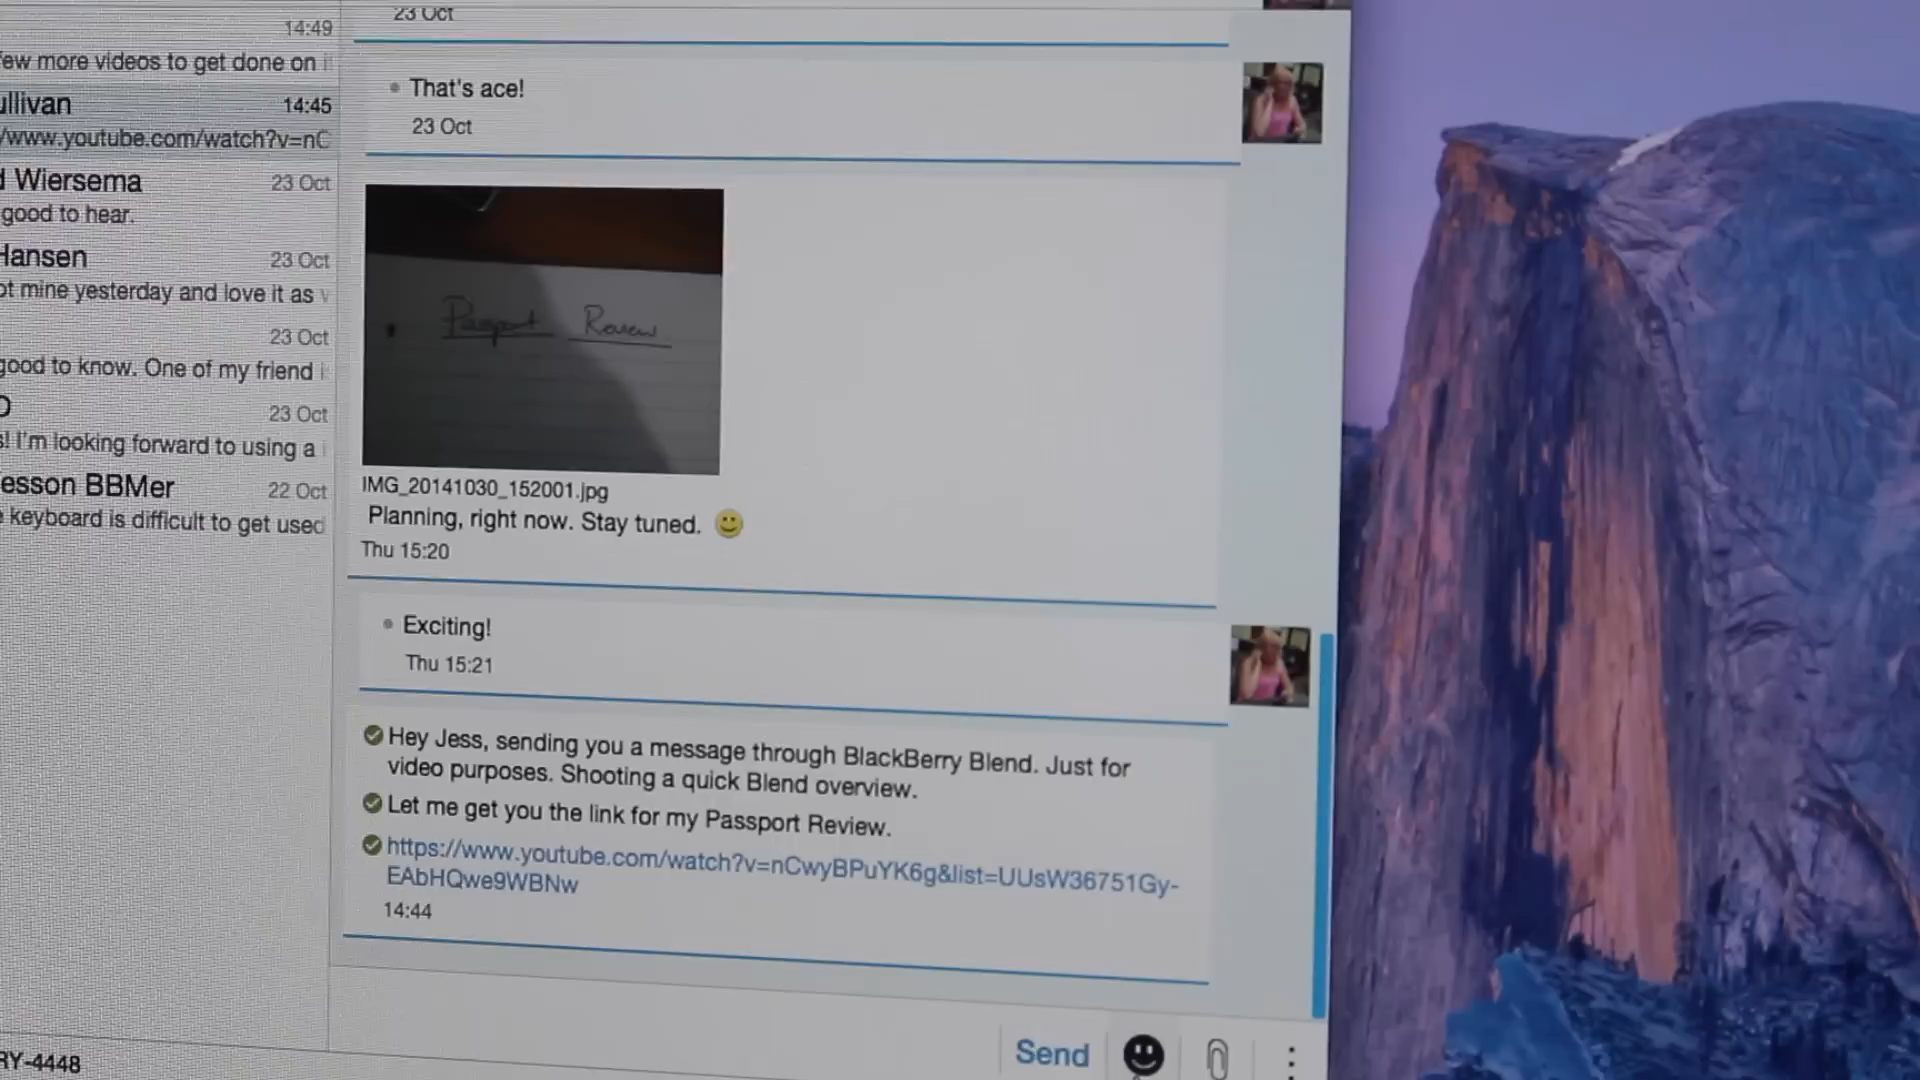 14:49
few more videos to get done on
ullivan 14:45
/www.youtube.com/watch?v=nC
Wiersema 23 Oct
good to hear.
Hansen 23 Oct
ot mine yesterday and love it as
23 Oct
good to know. One of my friend
23 Oct
s! I'm looking forward to using a
esson BBMer 22 Oct
keyboard is difficult to get used
RY-4448
23 Oct
That's ace!
23 Oct
Passport Review
IMG_20141030_152001.jpg
Planning, right now. Stay tuned.
Thu 15:20
Exciting!
Thu 15:21
Hey Jess, sending you a message through BlackBerry Blend. Just for
video purposes. Shooting a quick Blend overview.
Let me get you the link for my Passport Review.
https://www.youtube.com/watch?v=nCwyBPuYK6g&list=UUsW36751Gy-
EAbHQwe9WBNw
14:44
Send